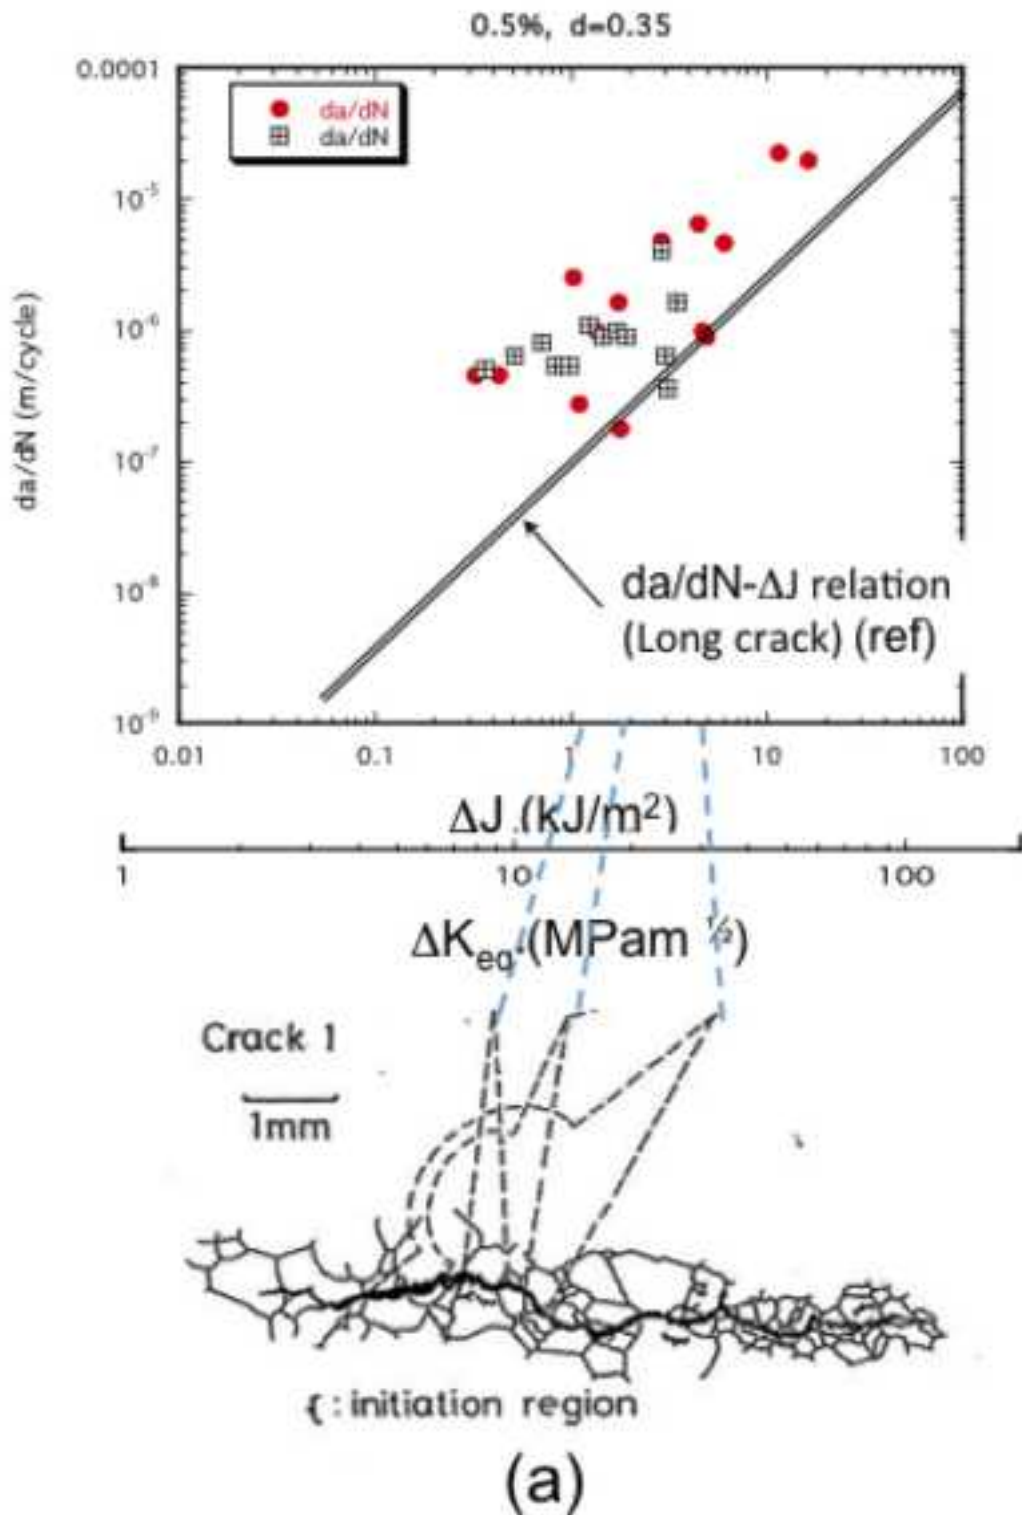 0.5%, d=0.35
0.0001
da/dN
da/dN
10⁻⁵
10⁻⁶
10⁻⁷
10⁻⁸
10⁻⁹
da/dN (m/cycle)
da/dN-ΔJ relation
(Long crack) (ref)
0.01 0.1 1 10 100
ΔJ (kJ/m²)
1 10 100
ΔK_eq. (MPam ½)
Crack 1
1mm
{ : initiation region
(a)